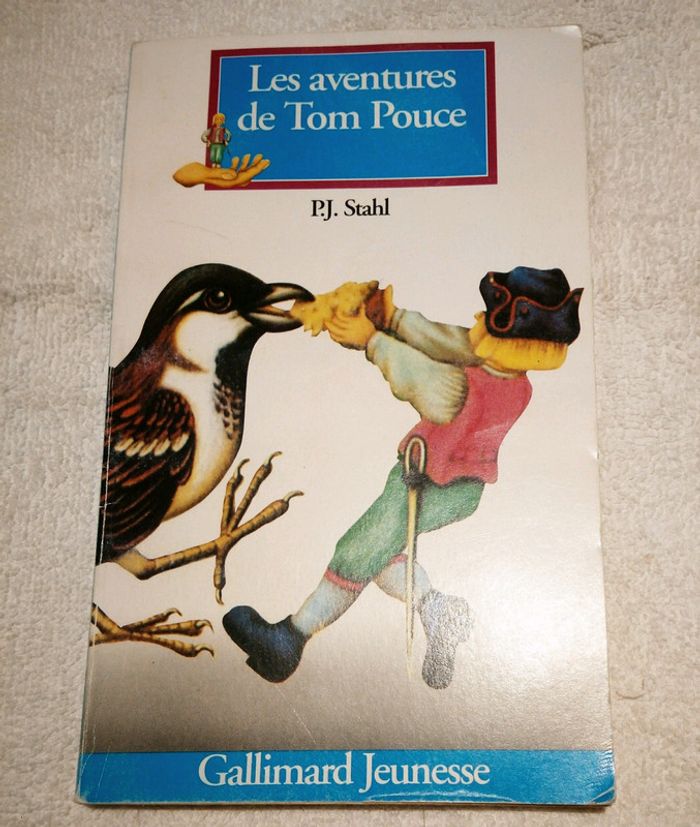 Les aventures
de Tom Pouce
P.J. Stahl
Gallimard Jeunesse